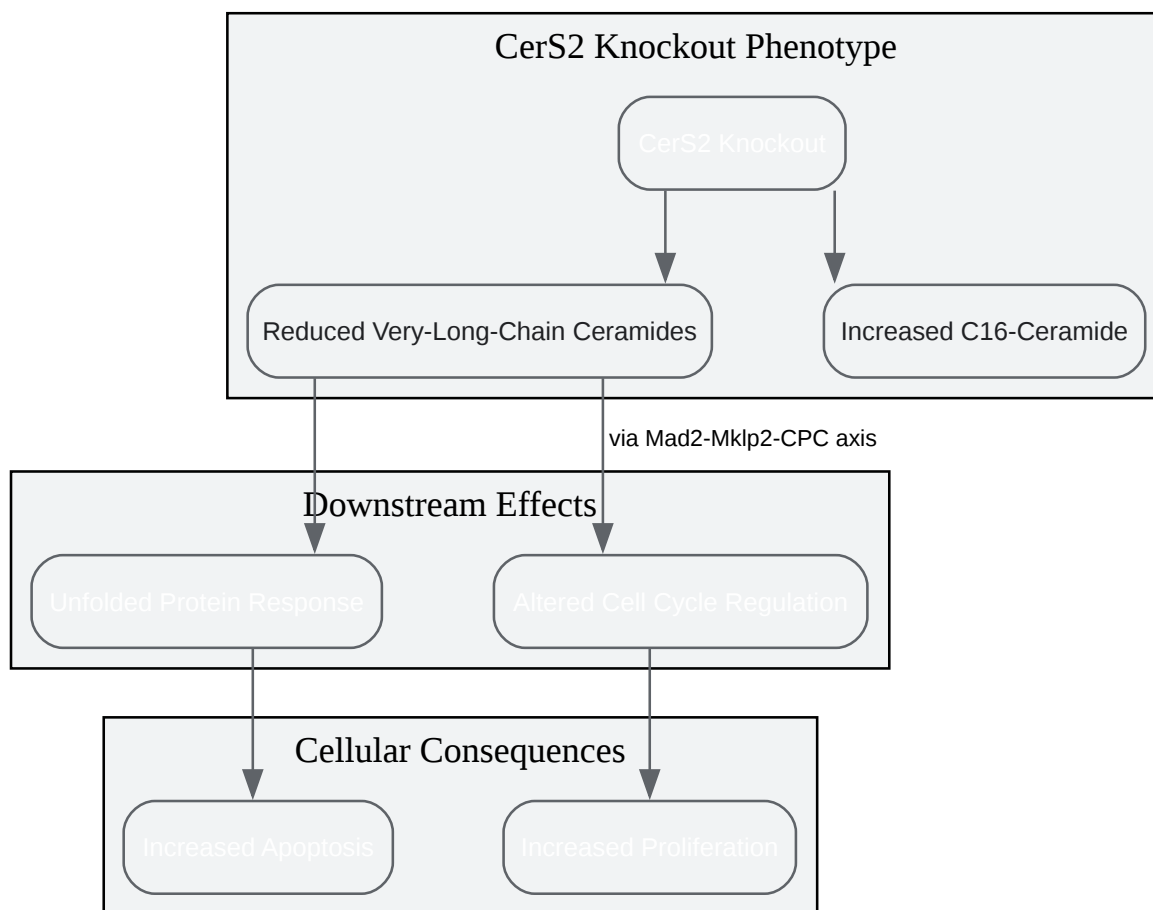 CerS2 Knockout Phenotype
CerS2 Knockout
Reduced Very-Long-Chain Ceramides
Increased C16-Ceramide
via Mad2-Mklp2-CPC axis
Downstream Effects
Unfolded Protein Response
Altered Cell Cycle Regulation
Cellular Consequences
Increased Apoptosis
Increased Proliferation